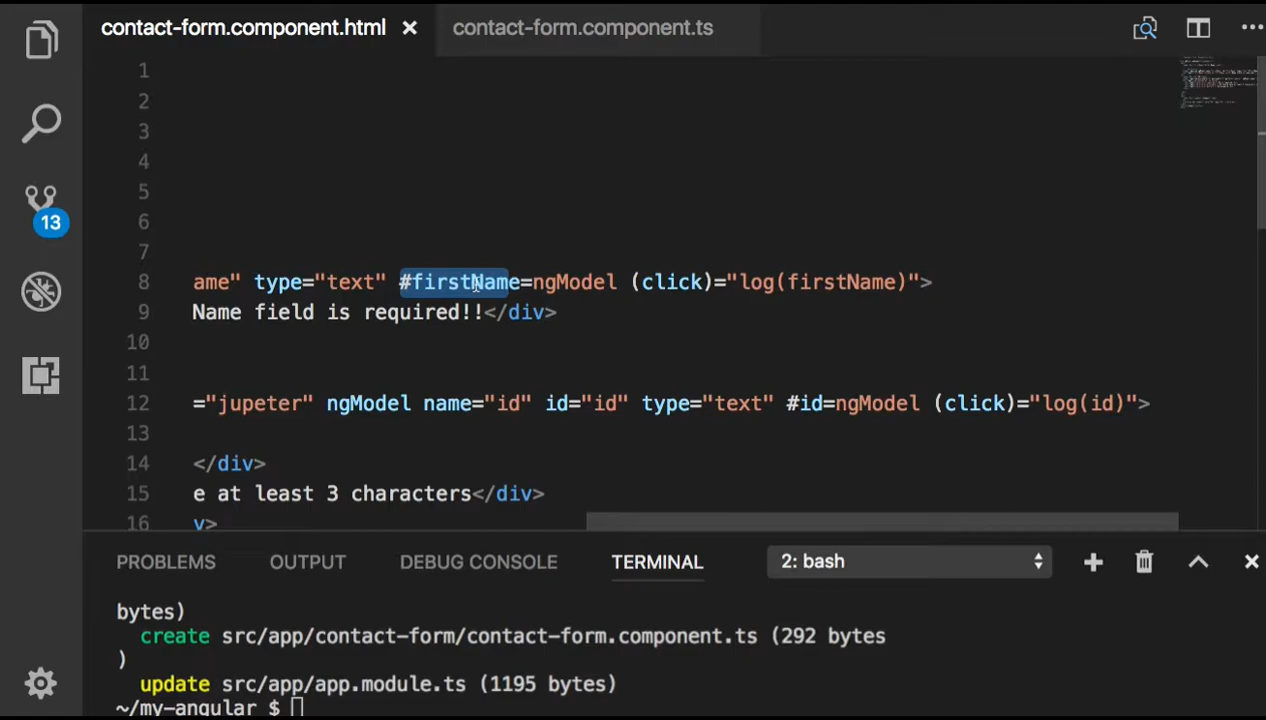 contact-form.component.html × contact-form.component.ts
1
2
3
4
5
6
7
8 ame" type="text" #firstName=ngModel (click)="log(firstName)">
9 Name field is required!!</div>
10
11
12 ="jupeter" ngModel name="id" id="id" type="text" #id=ngModel (click)="log(id)">
13
14 </div>
15 e at least 3 characters</div>
16 v>
13
PROBLEMS OUTPUT DEBUG CONSOLE TERMINAL 2: bash
bytes)
create src/app/contact-form/contact-form.component.ts (292 bytes
)
update src/app/app.module.ts (1195 bytes)
~/my-angular $